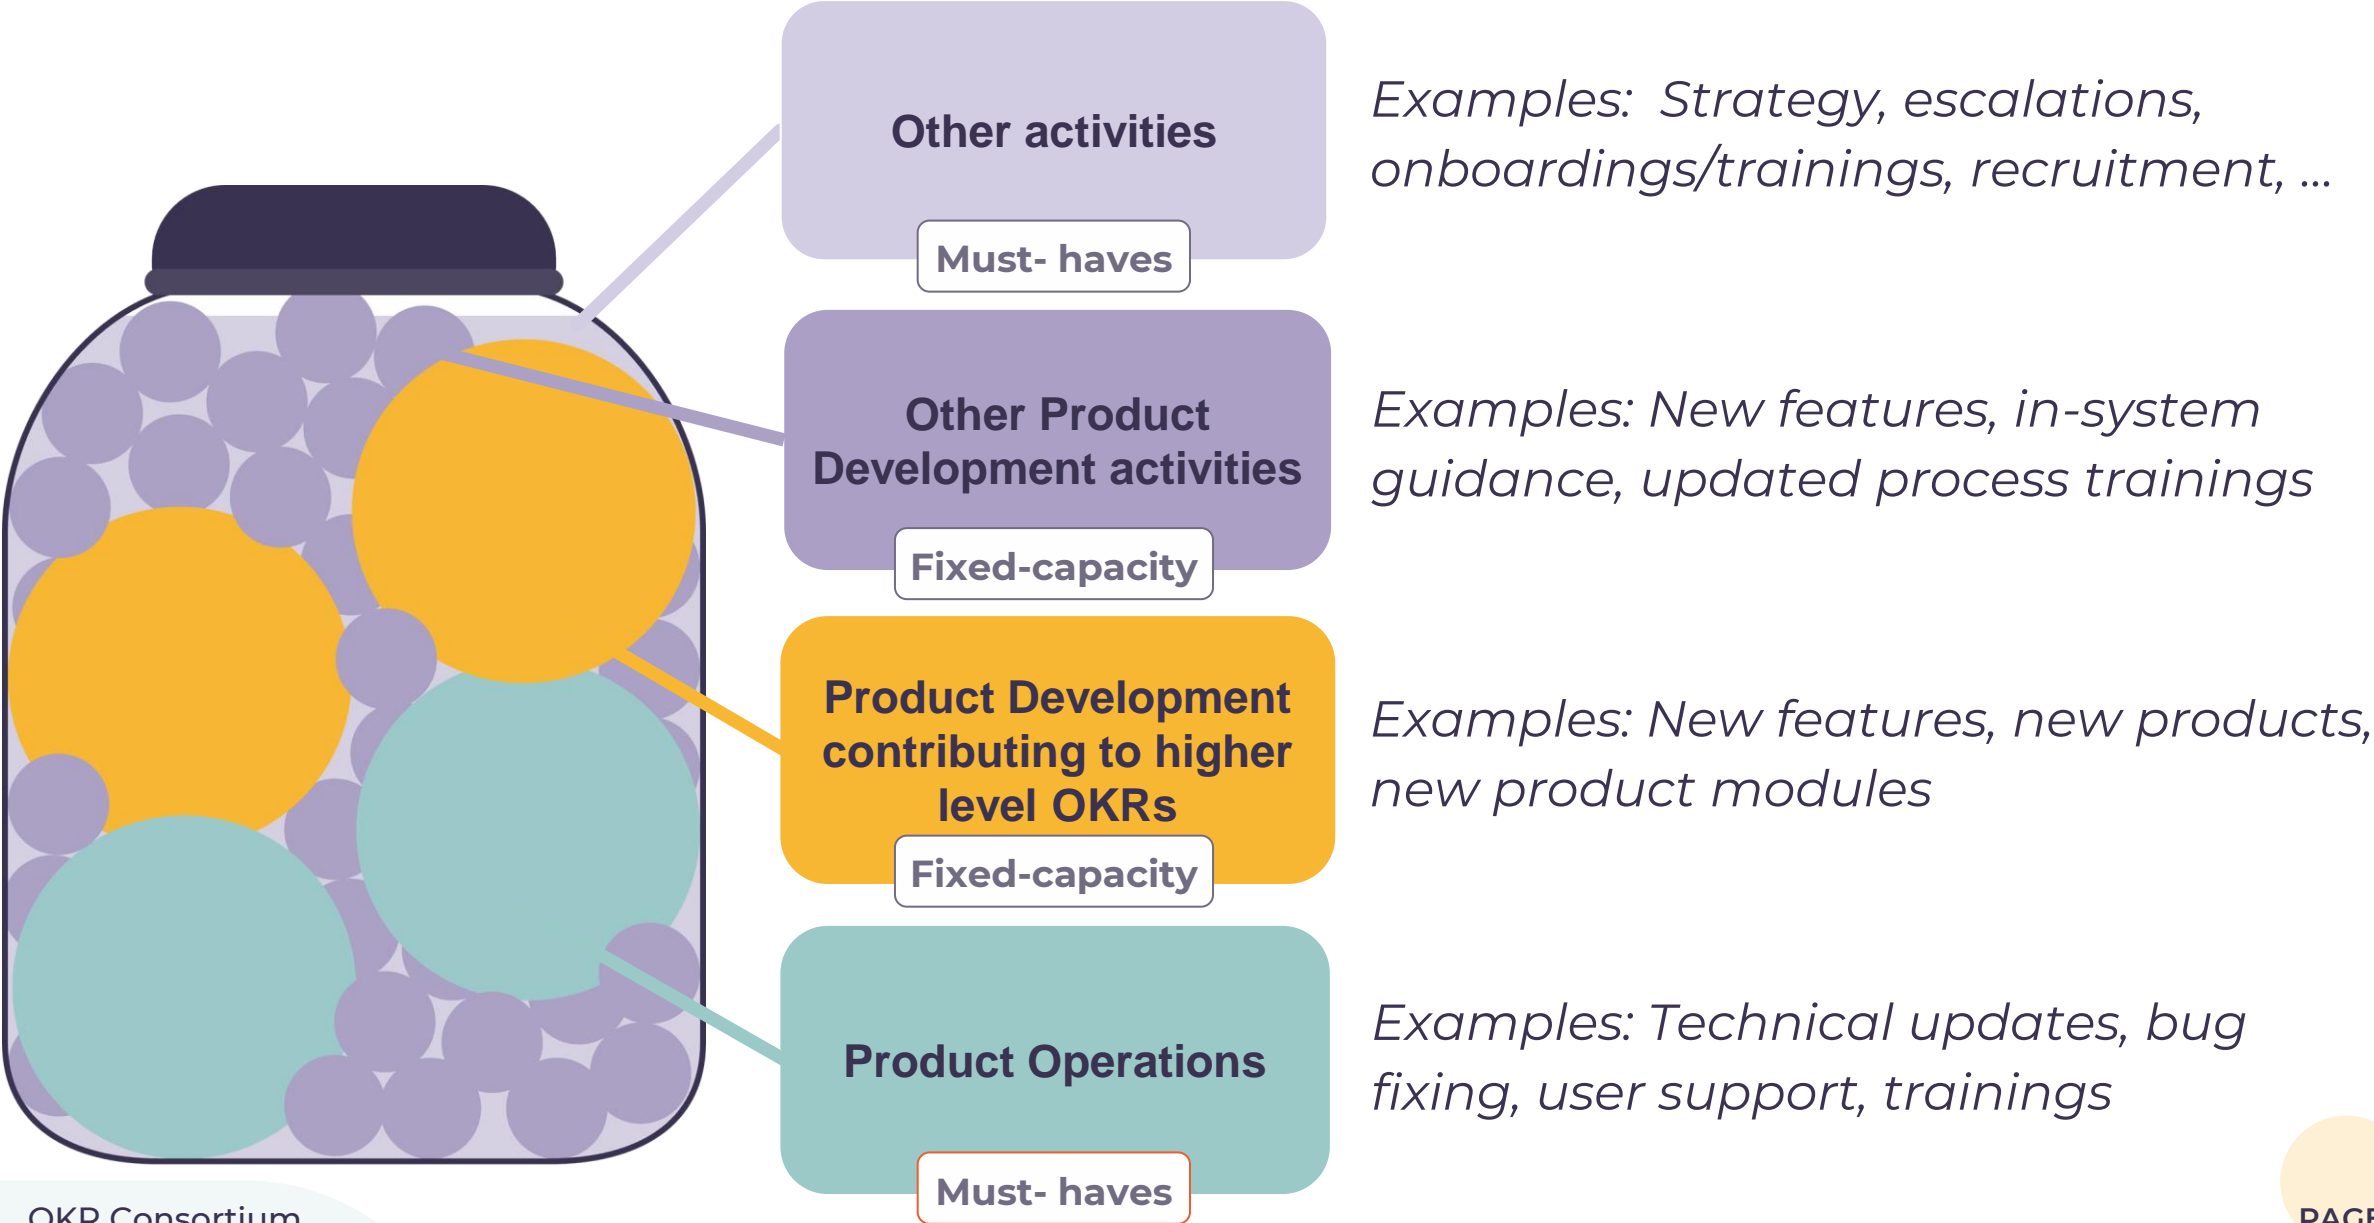 Other activities
Must- haves
Examples:  Strategy, escalations,
onboardings/trainings, recruitment, ...
Other Product
Development activities
Fixed-capacity
Examples: New features, in-system
guidance, updated process trainings
Product Development
contributing to higher
level OKRs
Fixed-capacity
Examples: New features, new products,
new product modules
Product Operations
Must- haves
Examples: Technical updates, bug
fixing, user support, trainings
OKR Consortium
PAGE